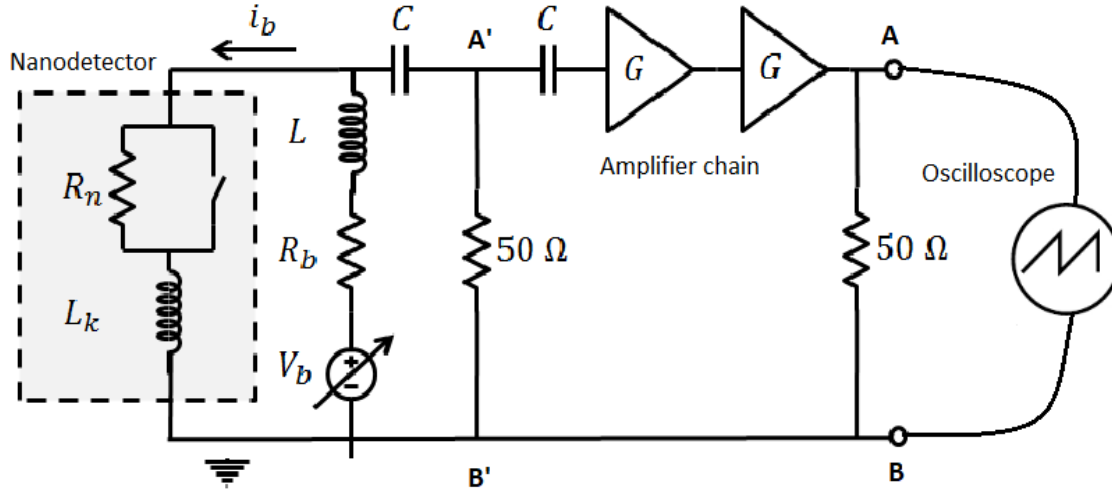 i_b
C
C
A'
A
Nanodetector
G
G
L
Amplifier chain
Oscilloscope
R_n
R_b
50 Ω
50 Ω
L_k
V_b
+
−
B'
B